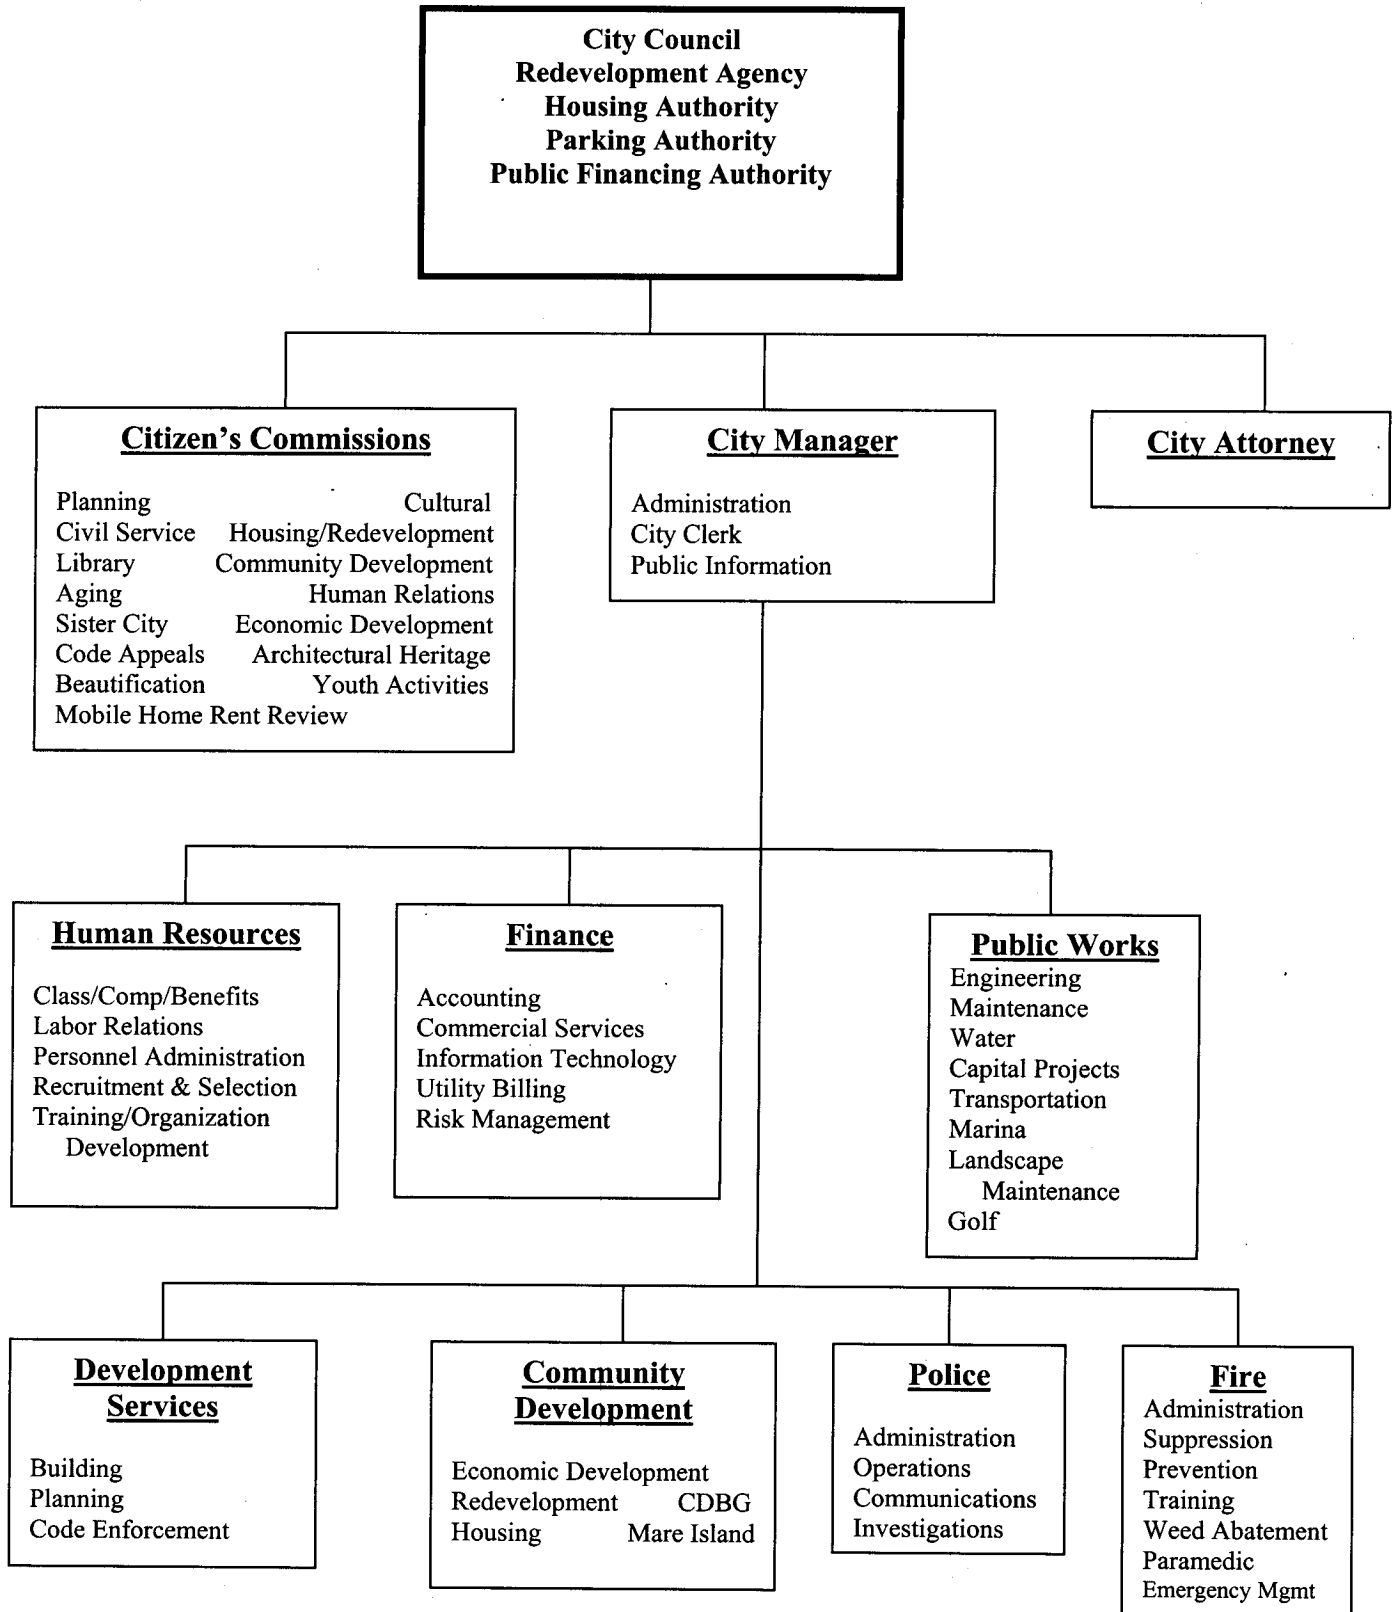 City Council
Redevelopment Agency
Housing Authority
Parking Authority
Public Financing Authority
Citizen's Commissions
Planning Cultural
Civil Service Housing/Redevelopment
Library Community Development
Aging Human Relations
Sister City Economic Development
Code Appeals Architectural Heritage
Beautification Youth Activities
Mobile Home Rent Review
City Manager
Administration
City Clerk
Public Information
City Attorney
Human Resources
Class/Comp/Benefits
Labor Relations
Personnel Administration
Recruitment & Selection
Training/Organization
Development
Finance
Accounting
Commercial Services
Information Technology
Utility Billing
Risk Management
Public Works
Engineering
Maintenance
Water
Capital Projects
Transportation
Marina
Landscape
Maintenance
Golf
Development
Services
Building
Planning
Code Enforcement
Community
Development
Economic Development
Redevelopment CDBG
Housing Mare Island
Police
Administration
Operations
Communications
Investigations
Fire
Administration
Suppression
Prevention
Training
Weed Abatement
Paramedic
Emergency Mgmt